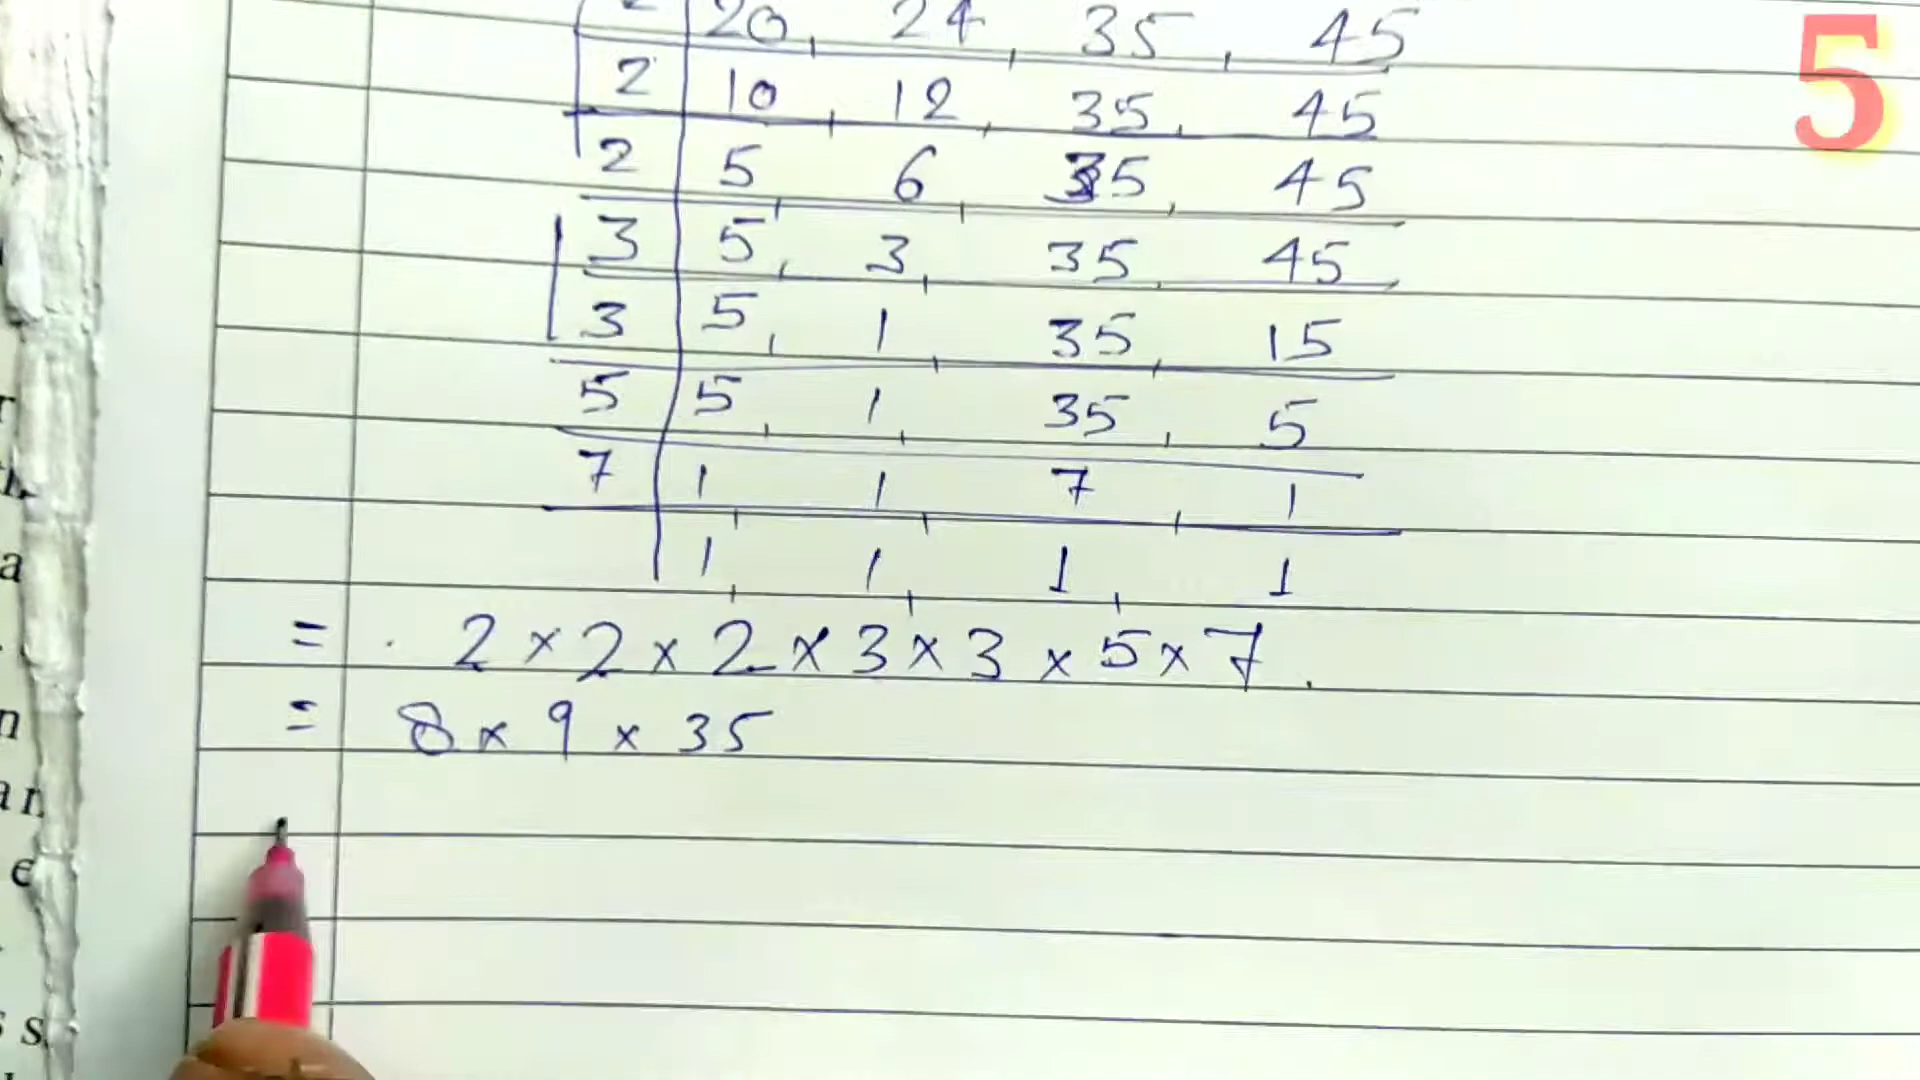 2 | 20, 24, 35, 45
5
2 | 10, 12, 35, 45
2 | 5, 6, 35, 45
3 | 5, 3, 35, 45
3 | 5, 1, 35, 15
5 | 5, 1, 35, 5
7 | 1 1 7, 1
1, 1, 1, 1
= 2 × 2 × 2 × 3 × 3 × 5 × 7.
= 8 × 9 × 35